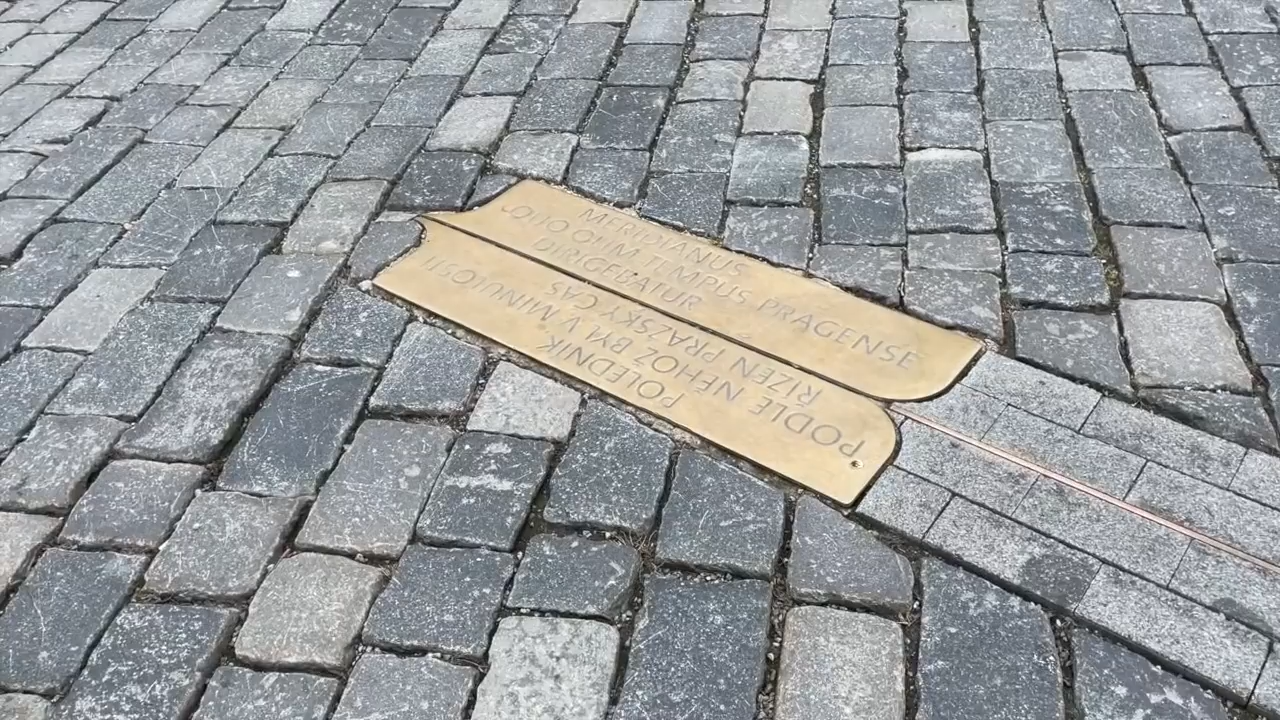 MERIDIANUS
QUO OLIM TEMPUS PRAGENSE
DIRIGEBATUR
POLEDNÍK
PODLE NĚHOŽ BYL V MINULOSTI
ŘÍZEN PRAŽSKÝ ČAS